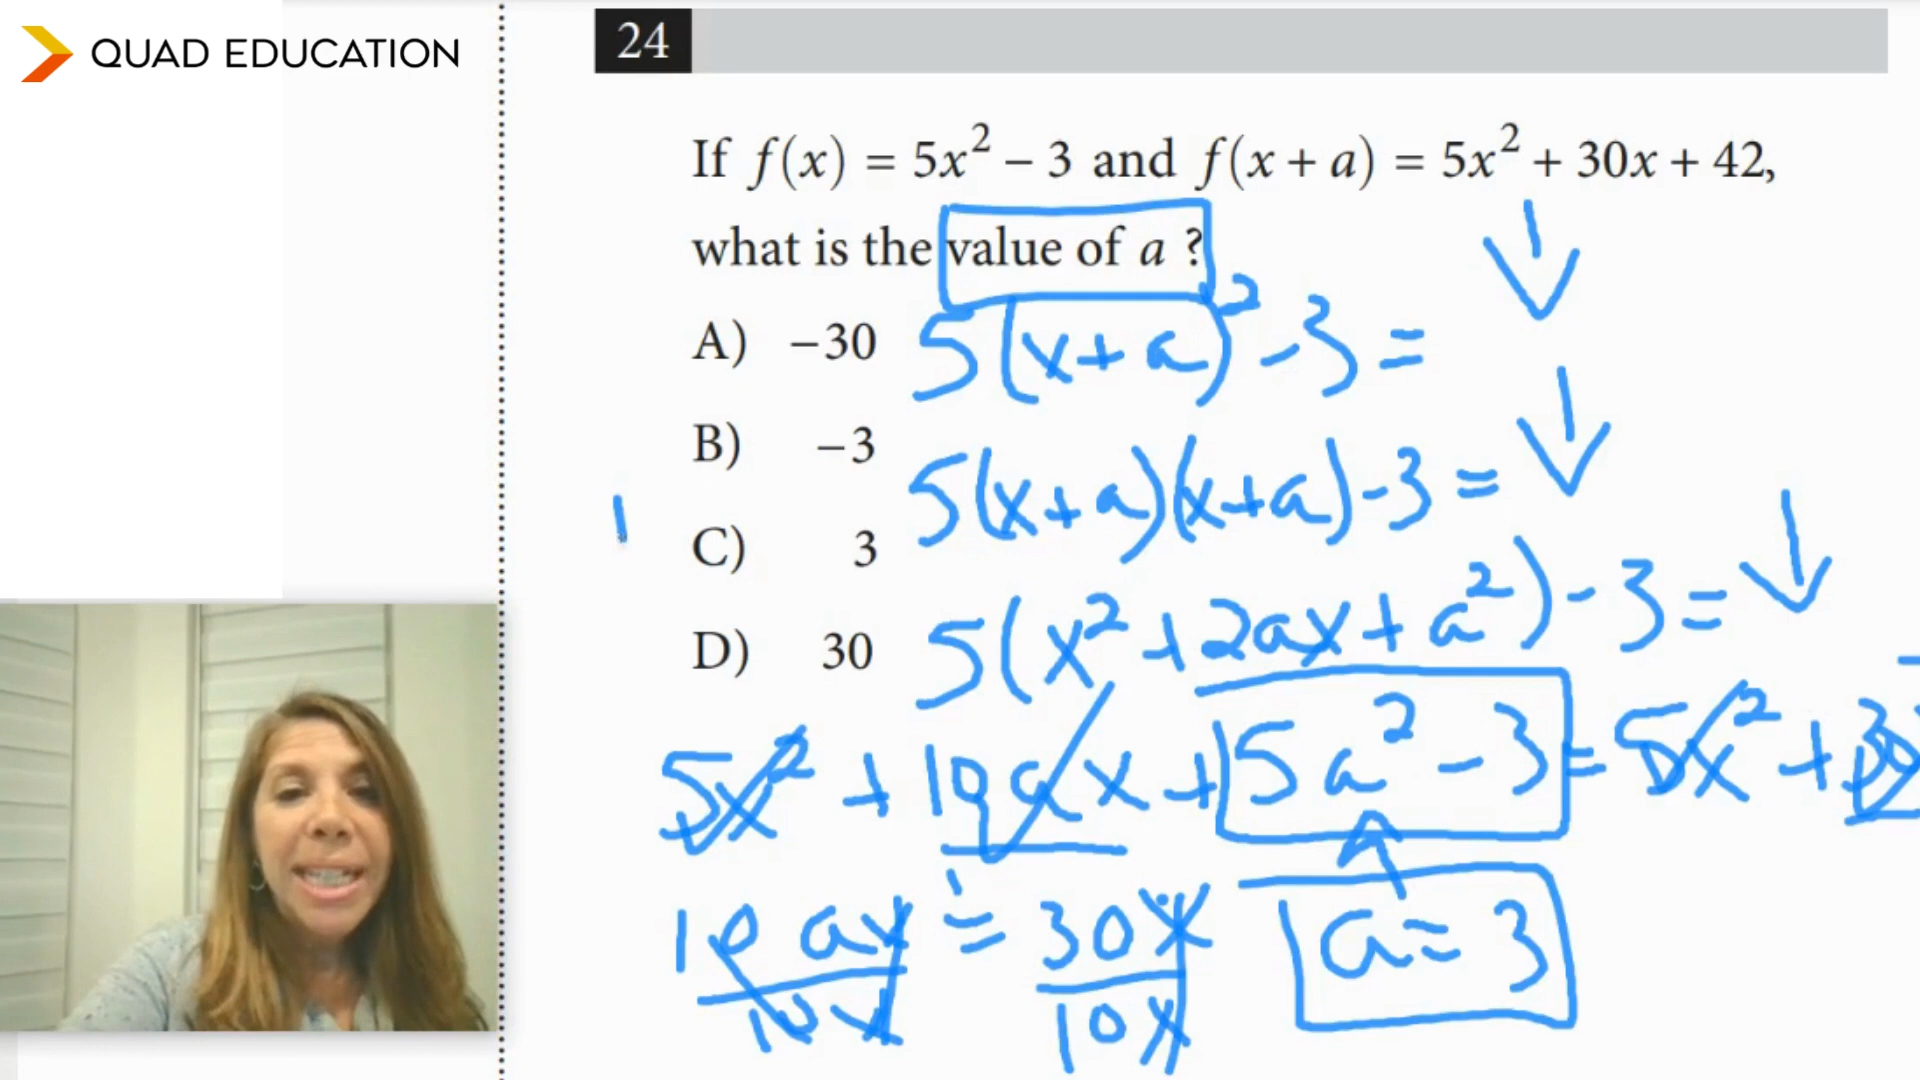 QUAD EDUCATION
24
If f(x) = 5x² − 3 and f(x + a) = 5x² + 30x + 42,
what is the value of a ?
A) −30
5(x+a)² -3 =
B) −3
5(x+a)(x+a)-3 =
C) 3
5(x² +2ax+a²)-3=
D) 30
5x² + 10ax + 5a² - 3 = 5x² + 30
10ax = 30x
10x 10x
a = 3